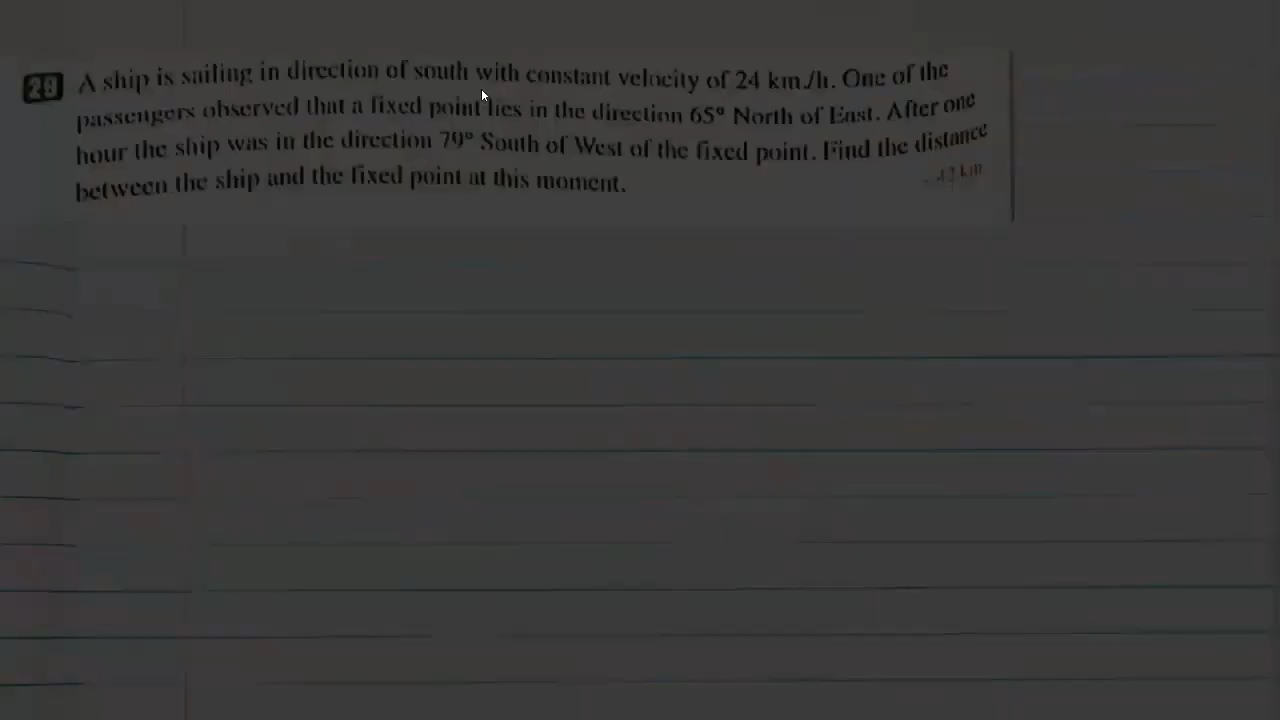 28 A ship is sailing in direction of south with constant velocity of 24 km./h. One of the
passengers observed that a fixed point lies in the direction 65° North of East. After one
hour the ship was in the direction 79° South of West of the fixed point. Find the distance
between the ship and the fixed point at this moment.
42 km